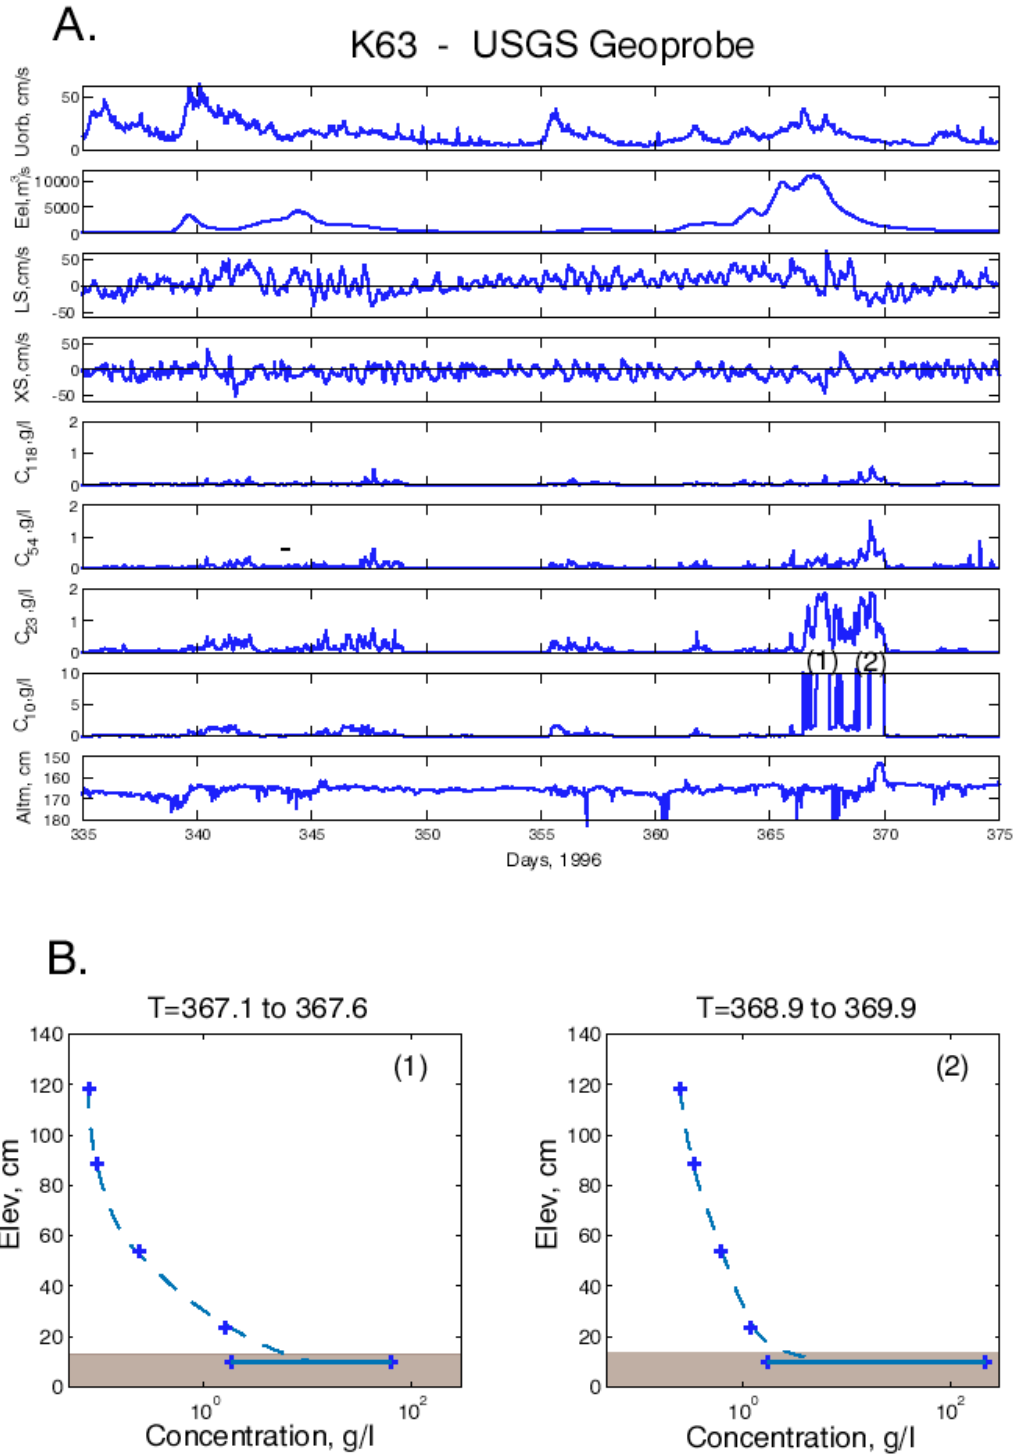 A.
K63 - USGS Geoprobe
Uorb, cm/s
50
0
Eel,m³/s
10000
5000
0
LS,cm/s
50
0
-50
XS,cm/s
50
0
-50
C118,g/l
2
1
0
C54,g/l
2
1
0
C23,g/l
2
1
0
(1) (2)
C10,g/l
10
5
0
Altm, cm
150
160
170
180
335 340 345 350 355 360 365 370 375
Days, 1996
B.
T=367.1 to 367.6
(1)
Elev, cm
140
120
100
80
60
40
20
0
10⁰ 10²
Concentration, g/l
T=368.9 to 369.9
(2)
Elev, cm
140
120
100
80
60
40
20
0
10⁰ 10²
Concentration, g/l